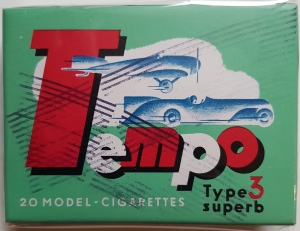 Tempo
Type 3
superb
20 MODEL-CIGARETTES